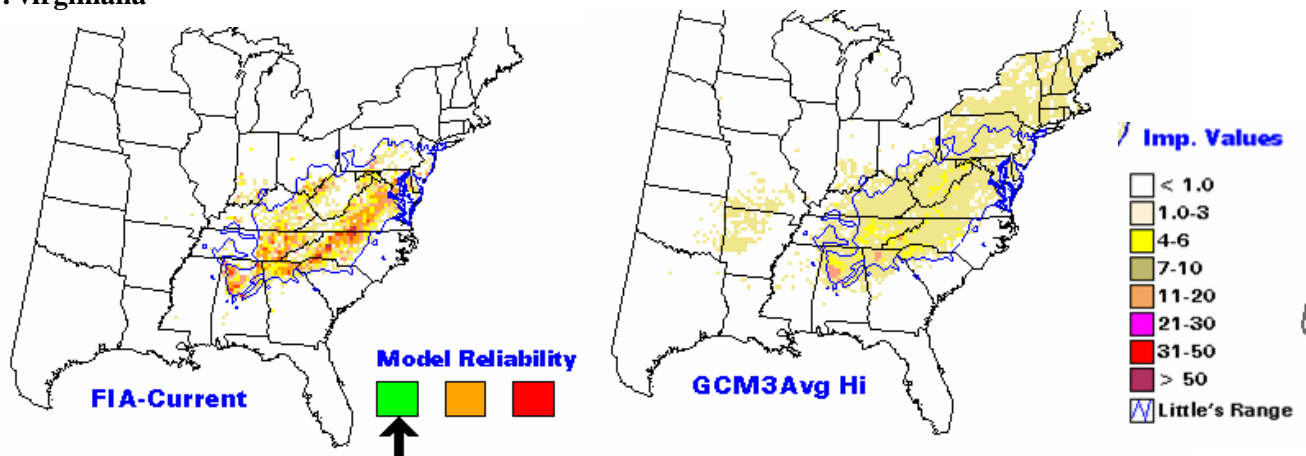 . virginiana
FIA-Current
Model Reliability
GCM3Avg Hi
Imp. Values
< 1.0
1.0-3
4-6
7-10
11-20
21-30
31-50
> 50
Little's Range